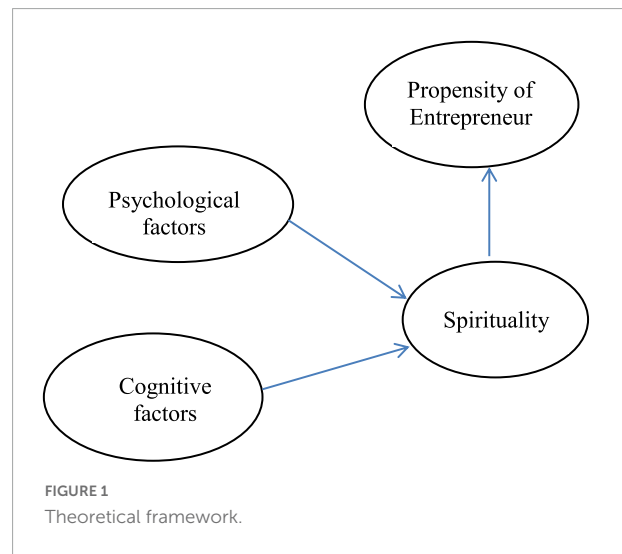 Propensity of
Entrepreneur
Psychological
factors
Spirituality
Cognitive
factors
FIGURE 1
Theoretical framework.